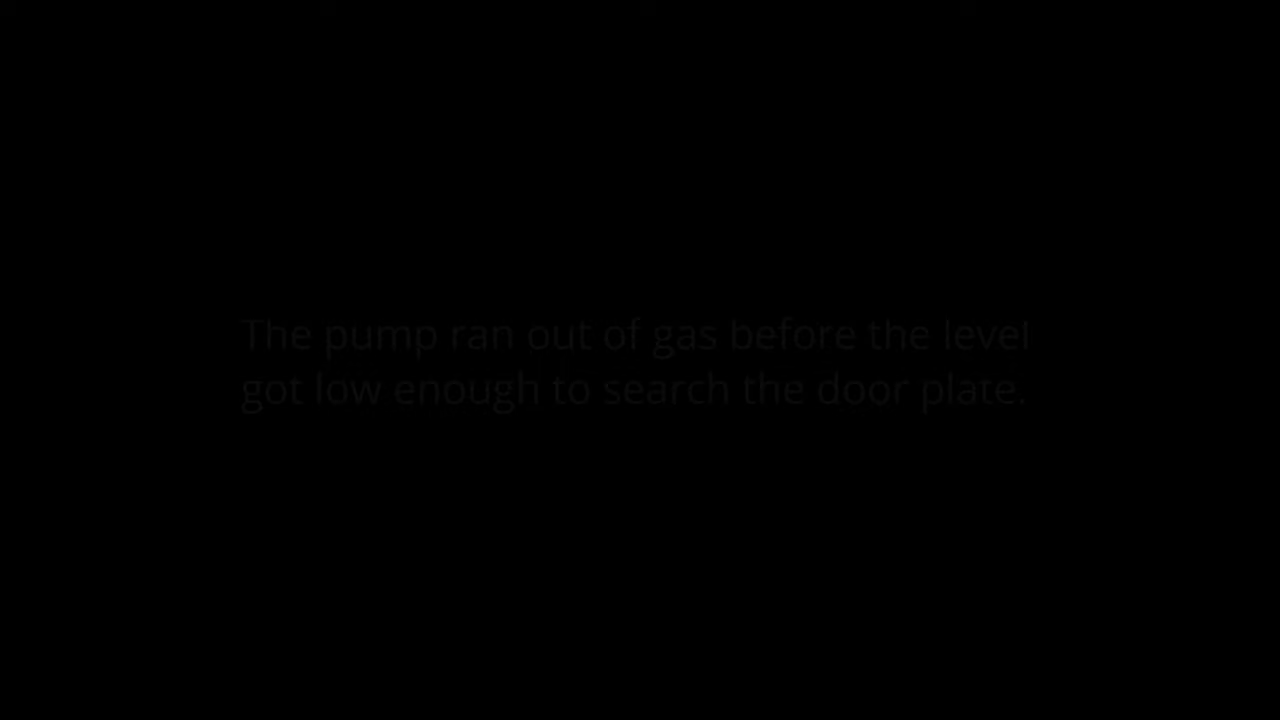 The pump ran out of gas before the level
got low enough to search the door plate.